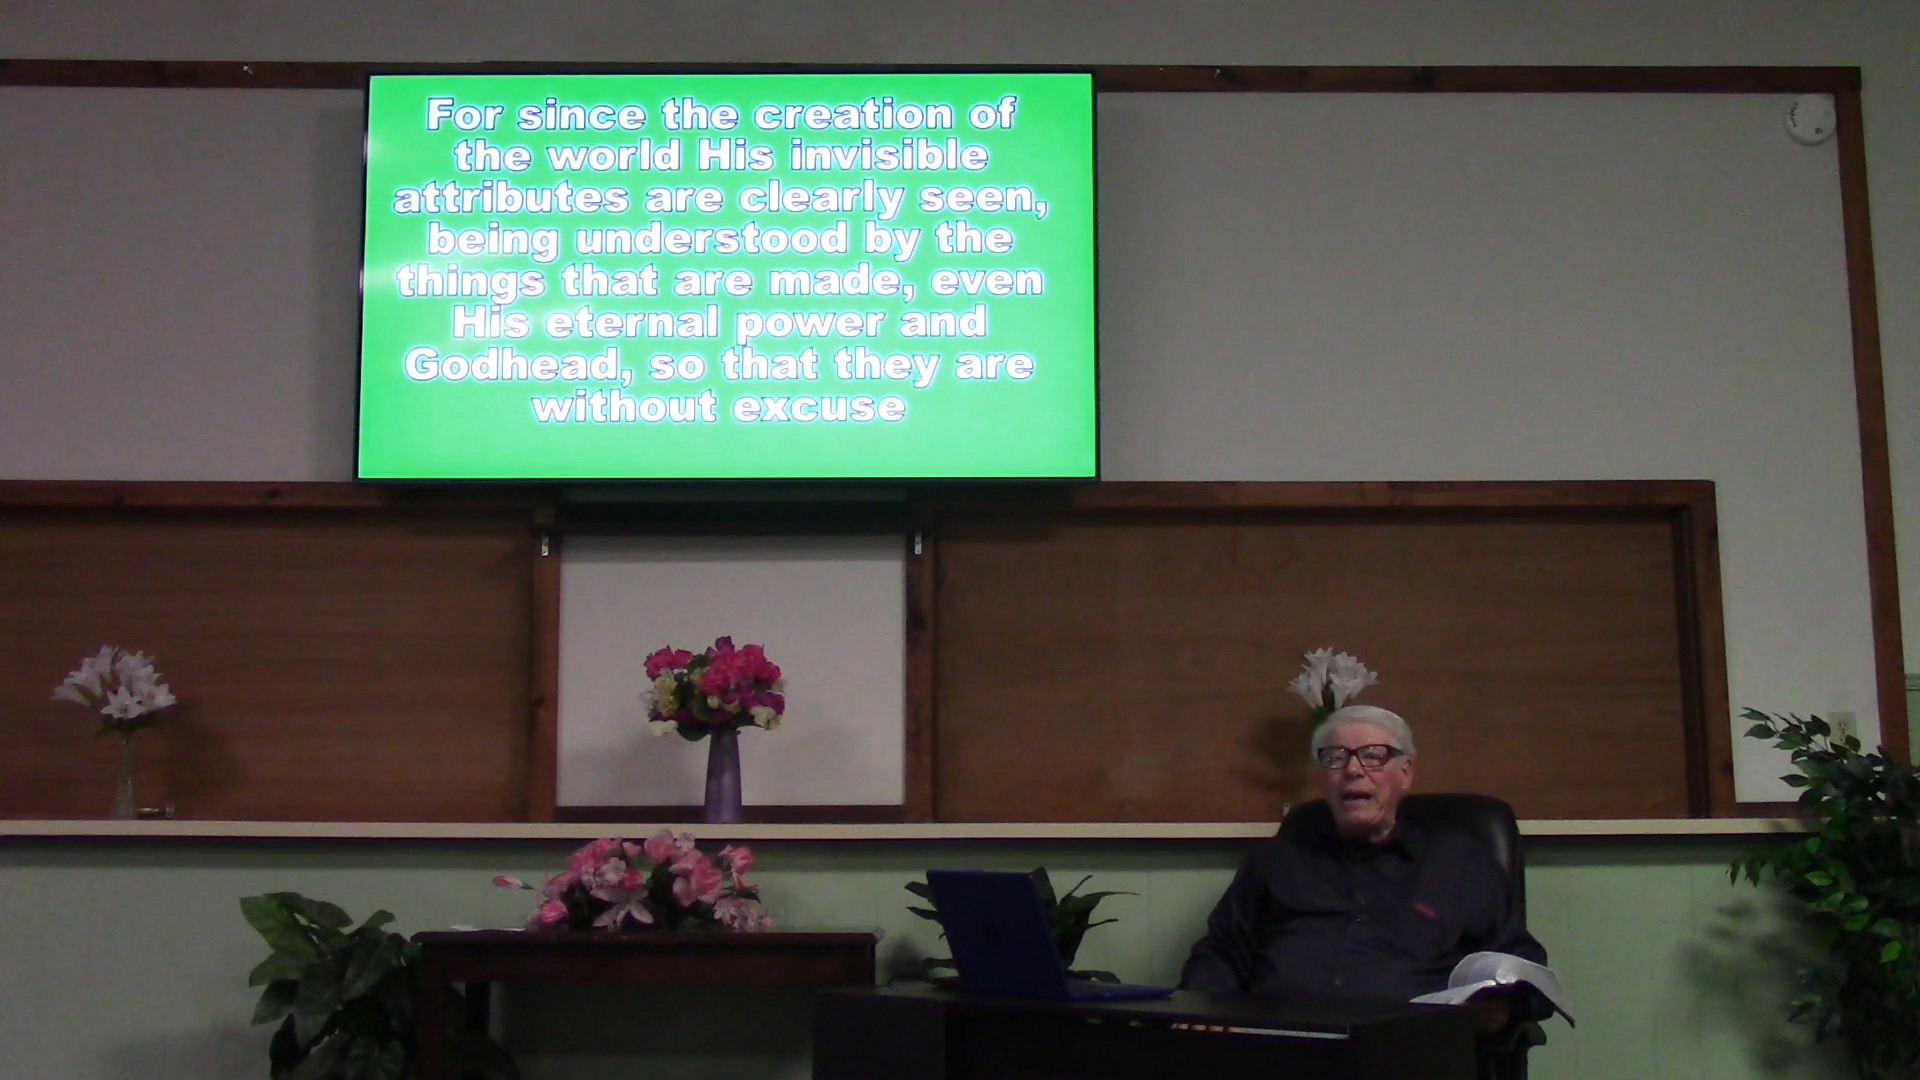 For since the creation of
the world His invisible
attributes are clearly seen,
being understood by the
things that are made, even
His eternal power and
Godhead, so that they are
without excuse